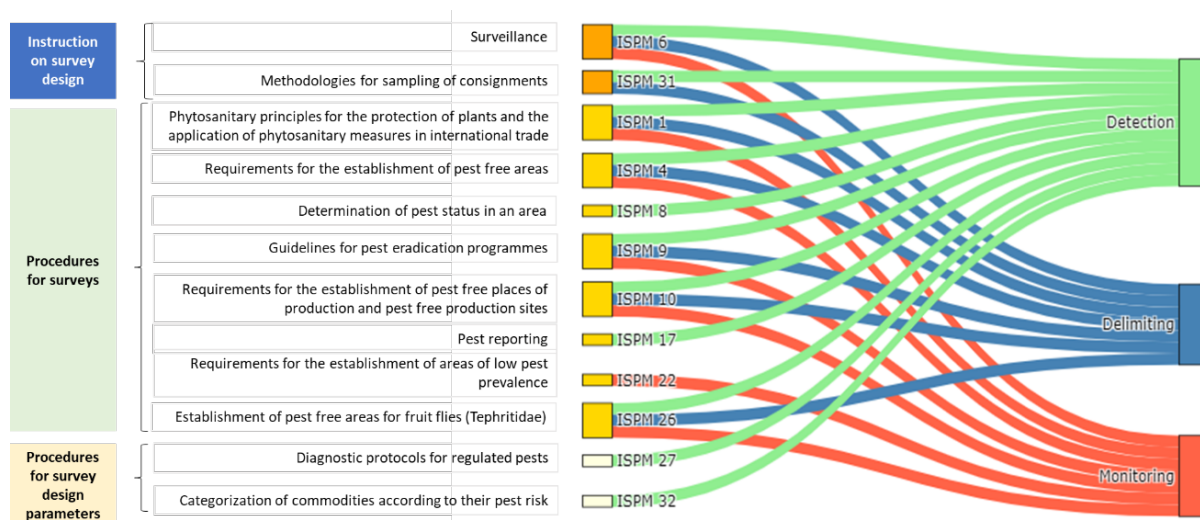 Instruction
on survey
design
Surveillance
Methodologies for sampling of consignments
Procedures
for surveys
Phytosanitary principles for the protection of plants and the
application of phytosanitary measures in international trade
Requirements for the establishment of pest free areas
Determination of pest status in an area
Guidelines for pest eradication programmes
Requirements for the establishment of pest free places of
production and pest free production sites
Pest reporting
Requirements for the establishment of areas of low pest
prevalence
Establishment of pest free areas for fruit flies (Tephritidae)
Procedures
for survey
design
parameters
Diagnostic protocols for regulated pests
Categorization of commodities according to their pest risk
ISPM 6
ISPM 31
ISPM 1
ISPM 4
ISPM 8
ISPM 9
ISPM 10
ISPM 17
ISPM 22
ISPM 26
ISPM 27
ISPM 32
Detection
Delimiting
Monitoring